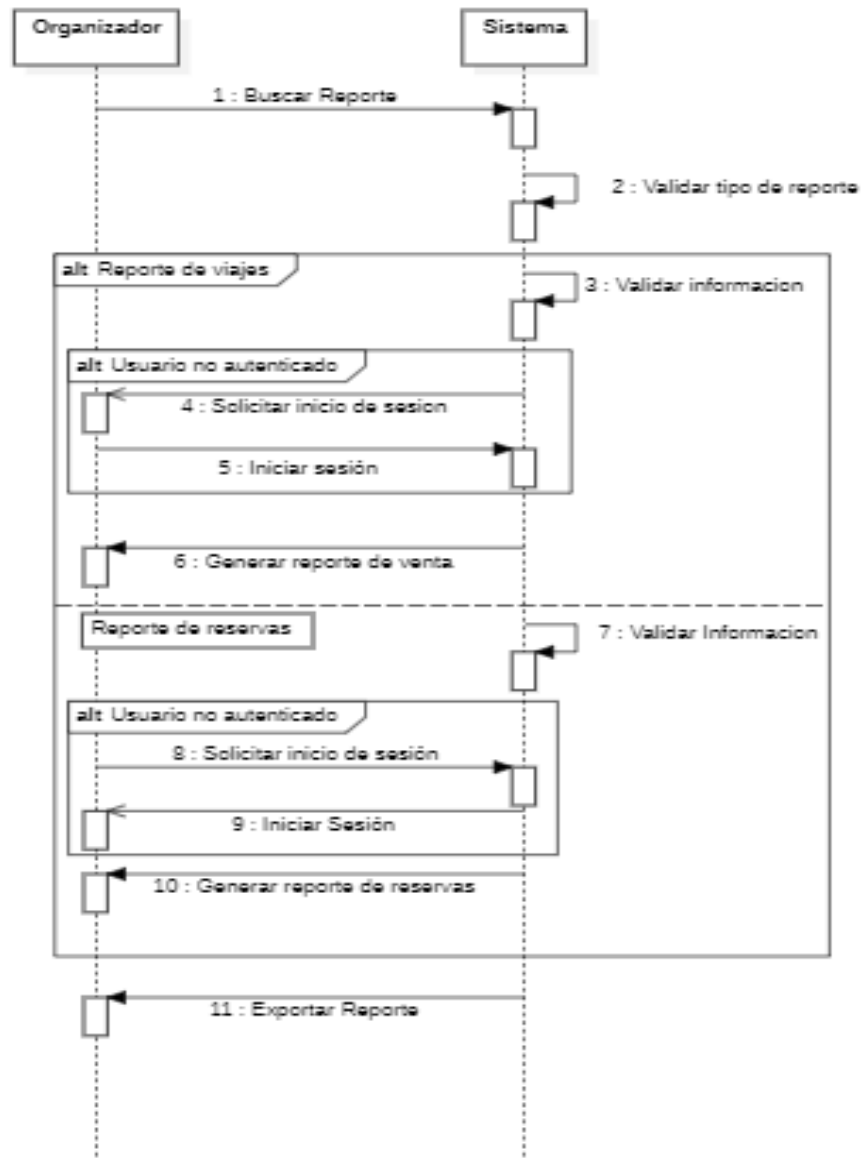 Organizador
Sistema
1 : Buscar Reporte
2 : Validar tipo de reporte
alt Reporte de viajes
3 : Validar informacion
alt Usuario no autenticado
4 : Solicitar inicio de sesion
5 : Iniciar sesión
6 : Generar reporte de venta
Reporte de reservas
7 : Validar Informacion
alt Usuario no autenticado
8 : Solicitar inicio de sesión
9 : Iniciar Sesión
10 : Generar reporte de reservas
11 : Exportar Reporte